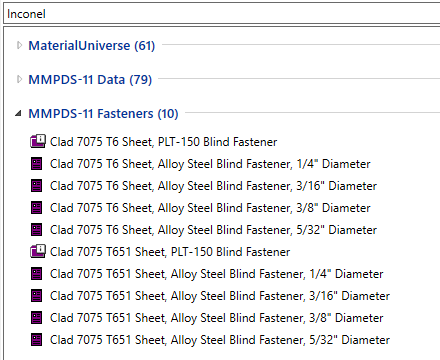 Inconel
MaterialUniverse (61)
MMPDS-11 Data (79)
MMPDS-11 Fasteners (10)
Clad 7075 T6 Sheet, PLT-150 Blind Fastener
Clad 7075 T6 Sheet, Alloy Steel Blind Fastener, 1/4" Diameter
Clad 7075 T6 Sheet, Alloy Steel Blind Fastener, 3/16" Diameter
Clad 7075 T6 Sheet, Alloy Steel Blind Fastener, 3/8" Diameter
Clad 7075 T6 Sheet, Alloy Steel Blind Fastener, 5/32" Diameter
Clad 7075 T651 Sheet, PLT-150 Blind Fastener
Clad 7075 T651 Sheet, Alloy Steel Blind Fastener, 1/4" Diameter
Clad 7075 T651 Sheet, Alloy Steel Blind Fastener, 3/16" Diameter
Clad 7075 T651 Sheet, Alloy Steel Blind Fastener, 3/8" Diameter
Clad 7075 T651 Sheet, Alloy Steel Blind Fastener, 5/32" Diameter